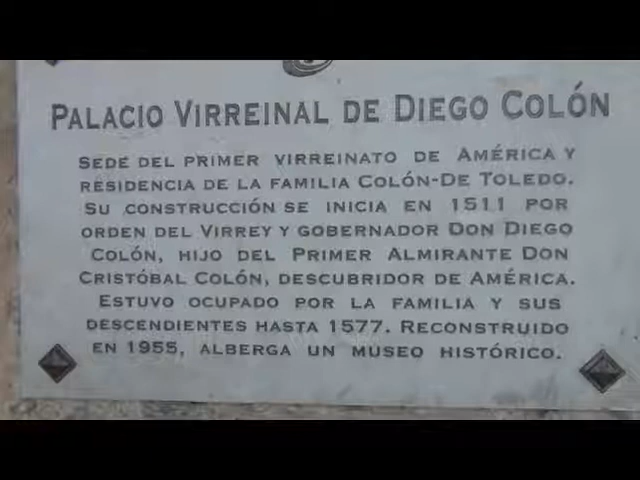 PALACIO VIRREINAL DE DIEGO COLÓN
SEDE DEL PRIMER VIRREINATO DE AMÉRICA Y
RESIDENCIA DE LA FAMILIA COLÓN-DE TOLEDO.
SU CONSTRUCCIÓN SE INICIA EN 1511 POR
ORDEN DEL VIRREY Y GOBERNADOR DON DIEGO
COLÓN, HIJO DEL PRIMER ALMIRANTE DON
CRISTÓBAL COLÓN, DESCUBRIDOR DE AMÉRICA.
ESTUVO OCUPADO POR LA FAMILIA Y SUS
DESCENDIENTES HASTA 1577. RECONSTRUIDO
EN 1955, ALBERGA UN MUSEO HISTÓRICO.